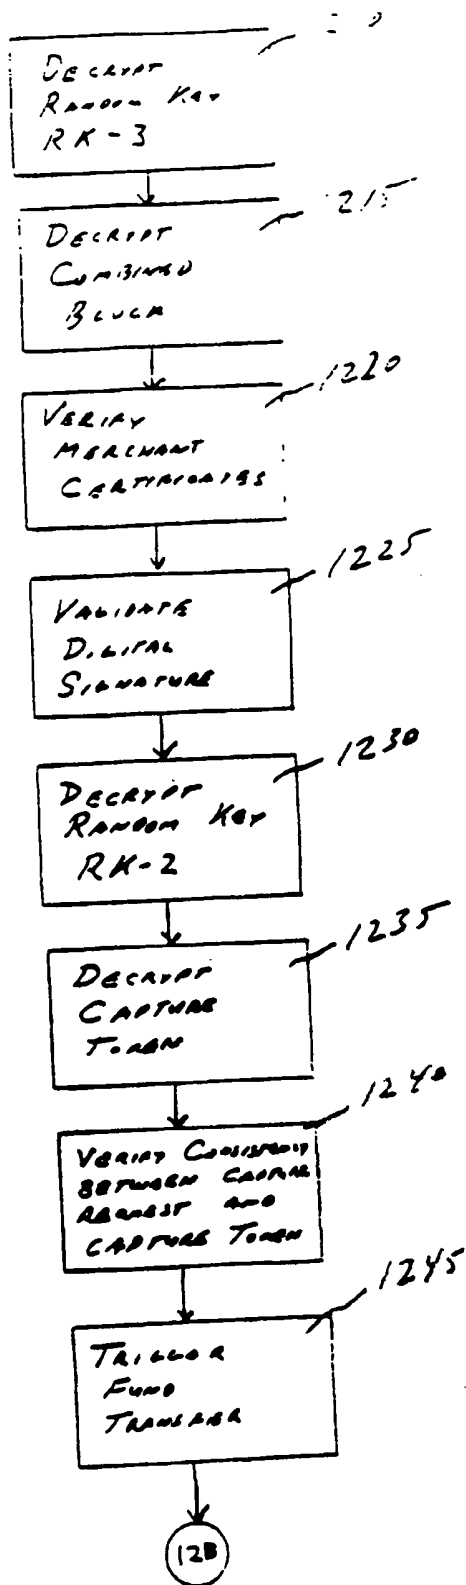 DECRYPT
RANDOM KEY
RK-3
215
DECRYPT
COMBINED
BLOCK
1220
VERIFY
MERCHANT
CERTIFICATES
1225
VALIDATE
DIGITAL
SIGNATURE
1230
DECRYPT
RANDOM KEY
RK-2
1235
DECRYPT
CAPTURE
TOKEN
1240
VERIFY CONSISTENCY
BETWEEN CAPTURE
REQUEST AND
CAPTURE TOKEN
1245
TRIGGER
FUND
TRANSFER
12B